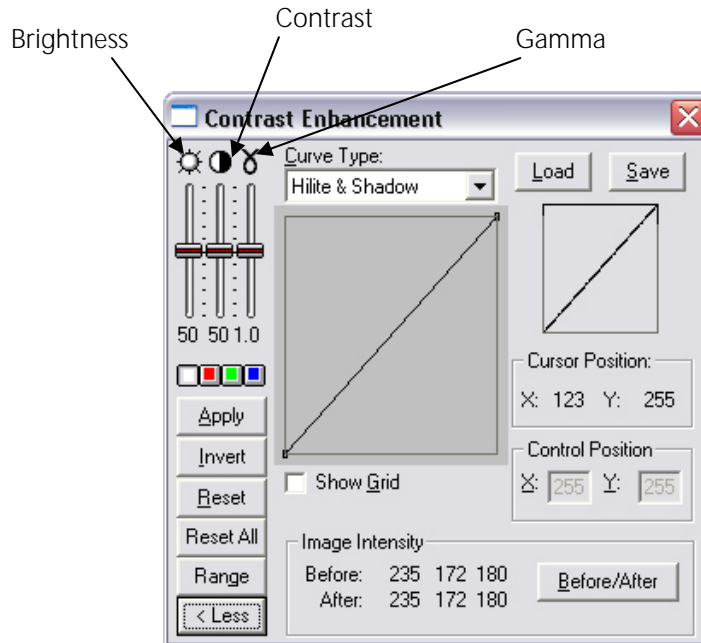 Brightness
Contrast
Gamma
Contrast Enhancement
Curve Type:
Hilite & Shadow
Load
Save
50 50 1.0
Cursor Position:
X: 123 Y: 255
Apply
Invert
Reset
Reset All
Range
< Less
Show Grid
Control Position
X: 255 Y: 255
Image Intensity
Before: 235 172 180
After: 235 172 180
Before/After